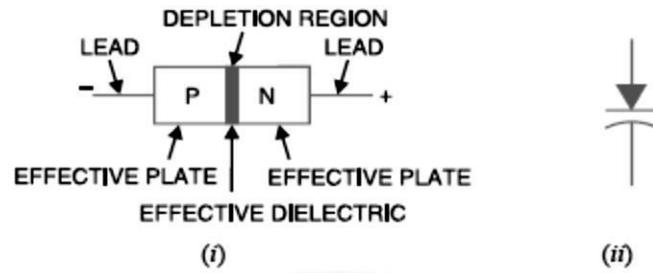 DEPLETION REGION
LEAD LEAD
- P N +
EFFECTIVE PLATE EFFECTIVE PLATE
EFFECTIVE DIELECTRIC
(i) (ii)